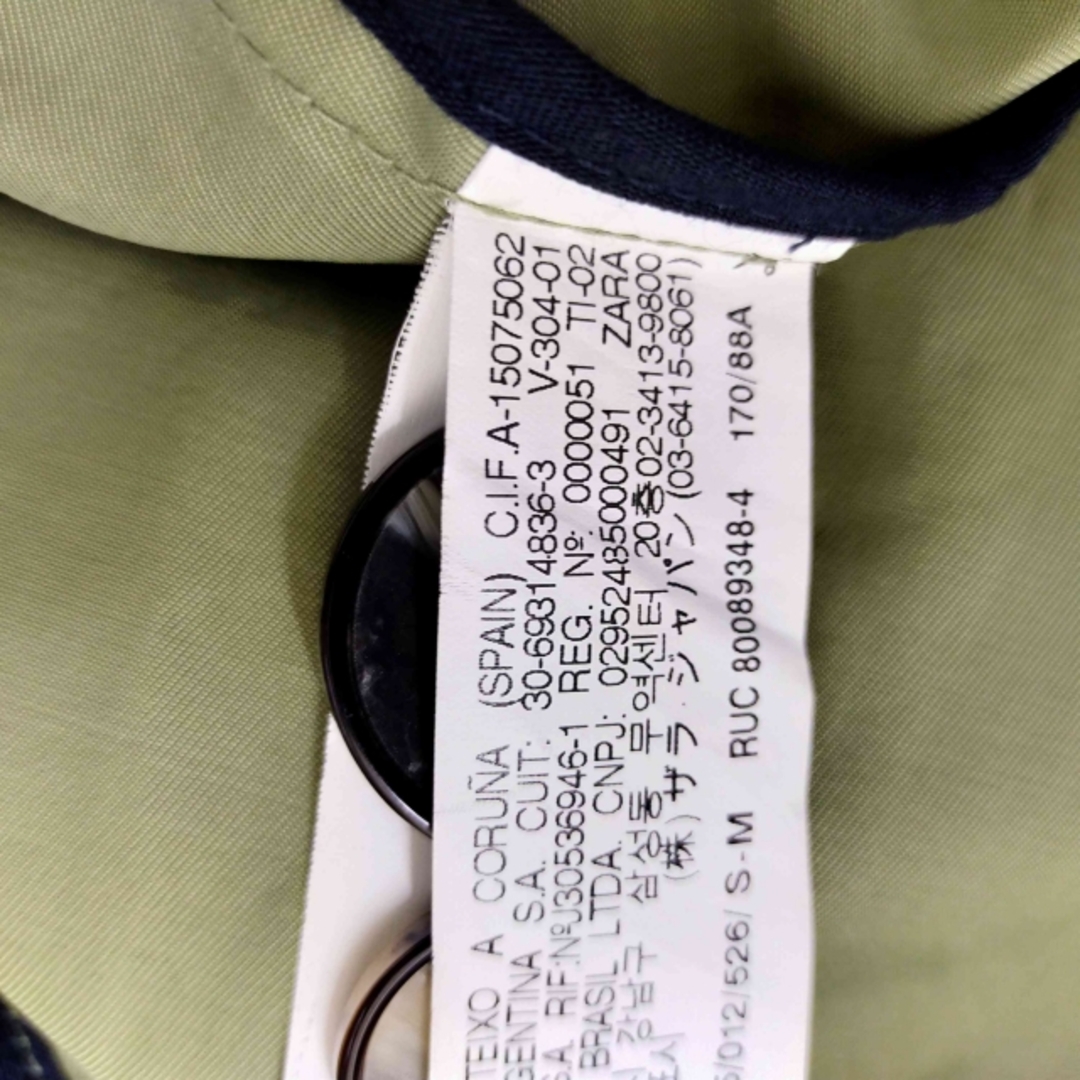 TEIXO A CORUÑA (SPAIN) C.I.F.A-15075062
GENTINA S.A. CUIT: 30-69314836-3 V-304-01
S.A. RIF:NºJ30536946-1 REG. Nº. 0000051 TI-02
BRASIL LTDA. CNPJ: 02952485000491 ZARA
강남구 삼성동 무역센터 20층02-3413-9800
(株)ザラ.ジャパン(03-6415-8061)
/012/526/ S-M RUC 80089348-4 170/88A